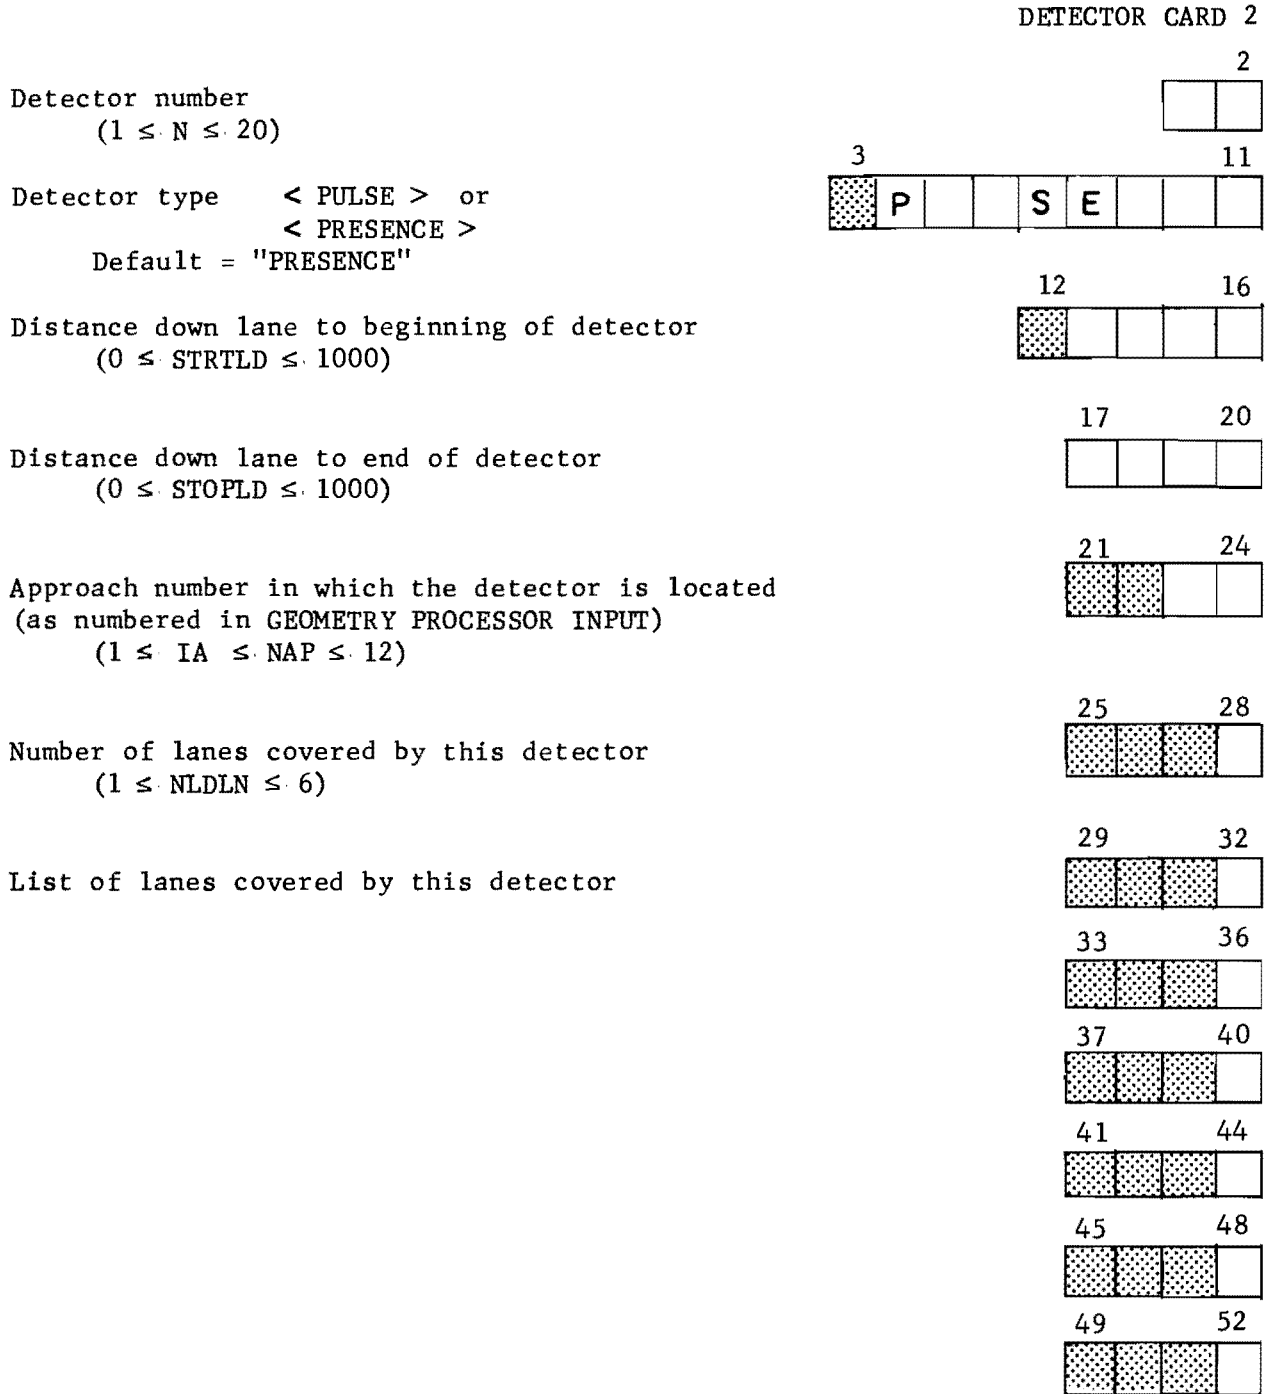 DETECTOR CARD 2
2
Detector number
(1 ≤ N ≤ 20)
3 11
Detector type < PULSE > or
P S E
< PRESENCE >
Default = "PRESENCE"
12 16
Distance down lane to beginning of detector
(0 ≤ STRTLD ≤ 1000)
17 20
Distance down lane to end of detector
(0 ≤ STOPLD ≤ 1000)
21 24
Approach number in which the detector is located
(as numbered in GEOMETRY PROCESSOR INPUT)
(1 ≤ IA ≤ NAP ≤ 12)
25 28
Number of lanes covered by this detector
(1 ≤ NLDLN ≤ 6)
29 32
List of lanes covered by this detector
33 36
37 40
41 44
45 48
49 52